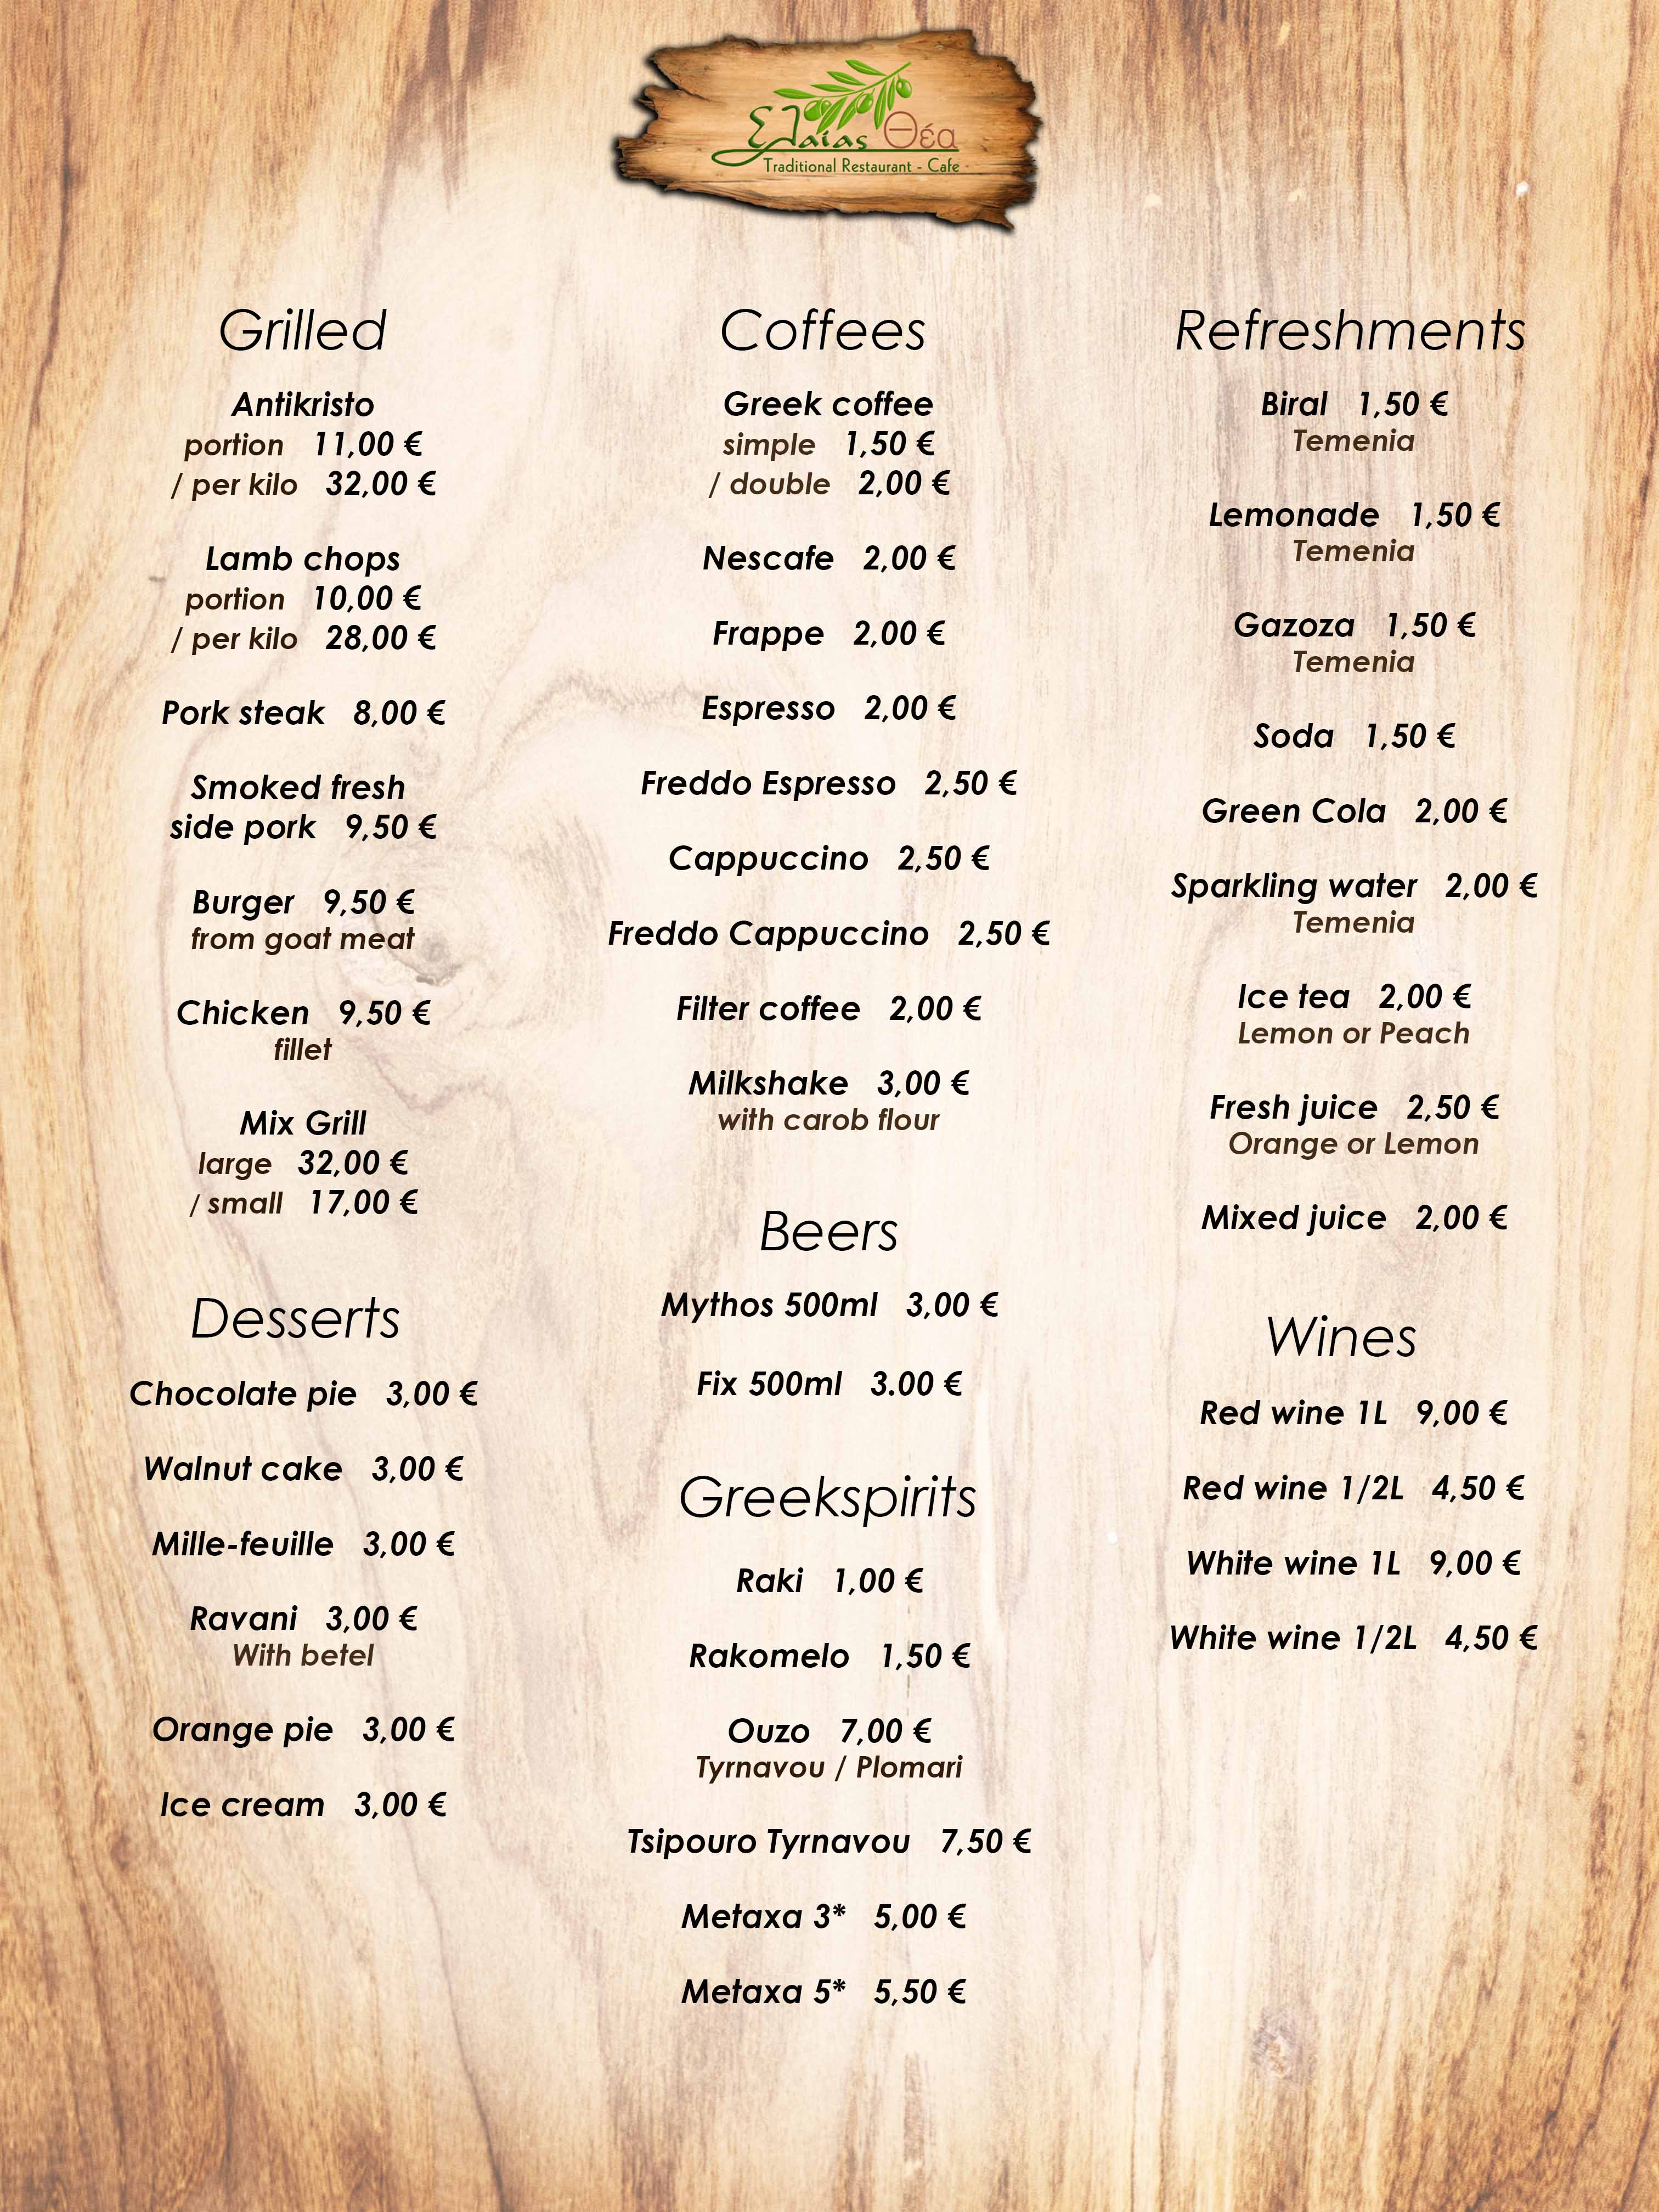 Ελαίας Θέα
Traditional Restaurant - Cafe
Grilled
Antikristo
portion 11,00 €
/ per kilo 32,00 €
Lamb chops
portion 10,00 €
/ per kilo 28,00 €
Pork steak 8,00 €
Smoked fresh
side pork 9,50 €
Burger 9,50 €
from goat meat
Chicken 9,50 €
fillet
Mix Grill
large 32,00 €
/ small 17,00 €
Desserts
Chocolate pie 3,00 €
Walnut cake 3,00 €
Mille-feuille 3,00 €
Ravani 3,00 €
With betel
Orange pie 3,00 €
Ice cream 3,00 €
Coffees
Greek coffee
simple 1,50 €
/ double 2,00 €
Nescafe 2,00 €
Frappe 2,00 €
Espresso 2,00 €
Freddo Espresso 2,50 €
Cappuccino 2,50 €
Freddo Cappuccino 2,50 €
Filter coffee 2,00 €
Milkshake 3,00 €
with carob flour
Beers
Mythos 500ml 3,00 €
Fix 500ml 3.00 €
Greekspirits
Raki 1,00 €
Rakomelo 1,50 €
Ouzo 7,00 €
Tyrnavou / Plomari
Tsipouro Tyrnavou 7,50 €
Metaxa 3* 5,00 €
Metaxa 5* 5,50 €
Refreshments
Biral 1,50 €
Temenia
Lemonade 1,50 €
Temenia
Gazoza 1,50 €
Temenia
Soda 1,50 €
Green Cola 2,00 €
Sparkling water 2,00 €
Temenia
Ice tea 2,00 €
Lemon or Peach
Fresh juice 2,50 €
Orange or Lemon
Mixed juice 2,00 €
Wines
Red wine 1L 9,00 €
Red wine 1/2L 4,50 €
White wine 1L 9,00 €
White wine 1/2L 4,50 €